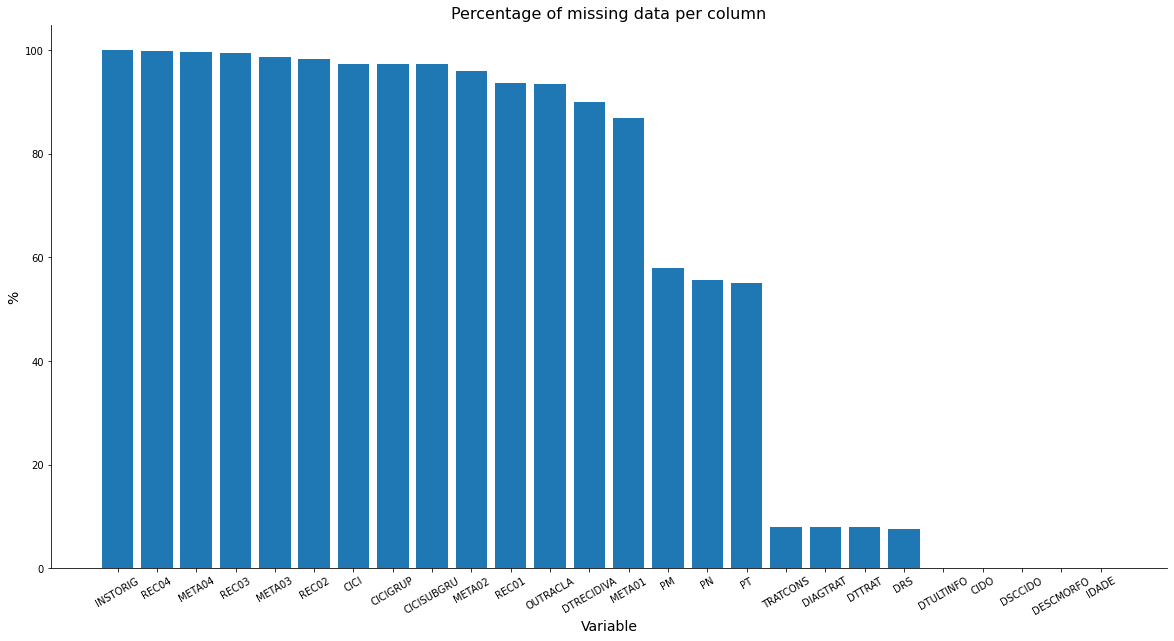 Percentage of missing data per column
100
80
60
40
20
0
%
INSTORIG REC04 META04 REC03 META03 REC02 CICI CICIGRUP CICISUBGRU META02 REC01 OUTRACLA DTRECIDIVA META01 PM PN PT TRATCONS DIAGTRAT DTTRAT DRS DTULTINFO CIDO DSCCIDO DESCMORFO IDADE
Variable